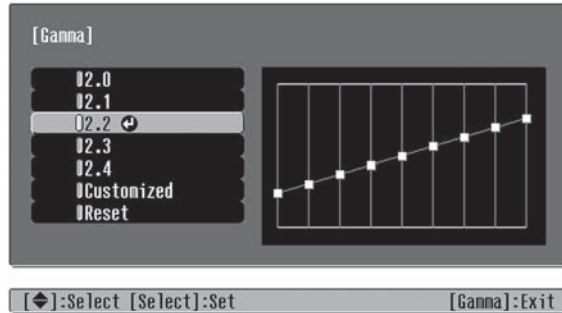 [Gamma]
2.0
2.1
2.2
2.3
2.4
Customized
Reset
[◆]:Select [Select]:Set [Gamma]:Exit